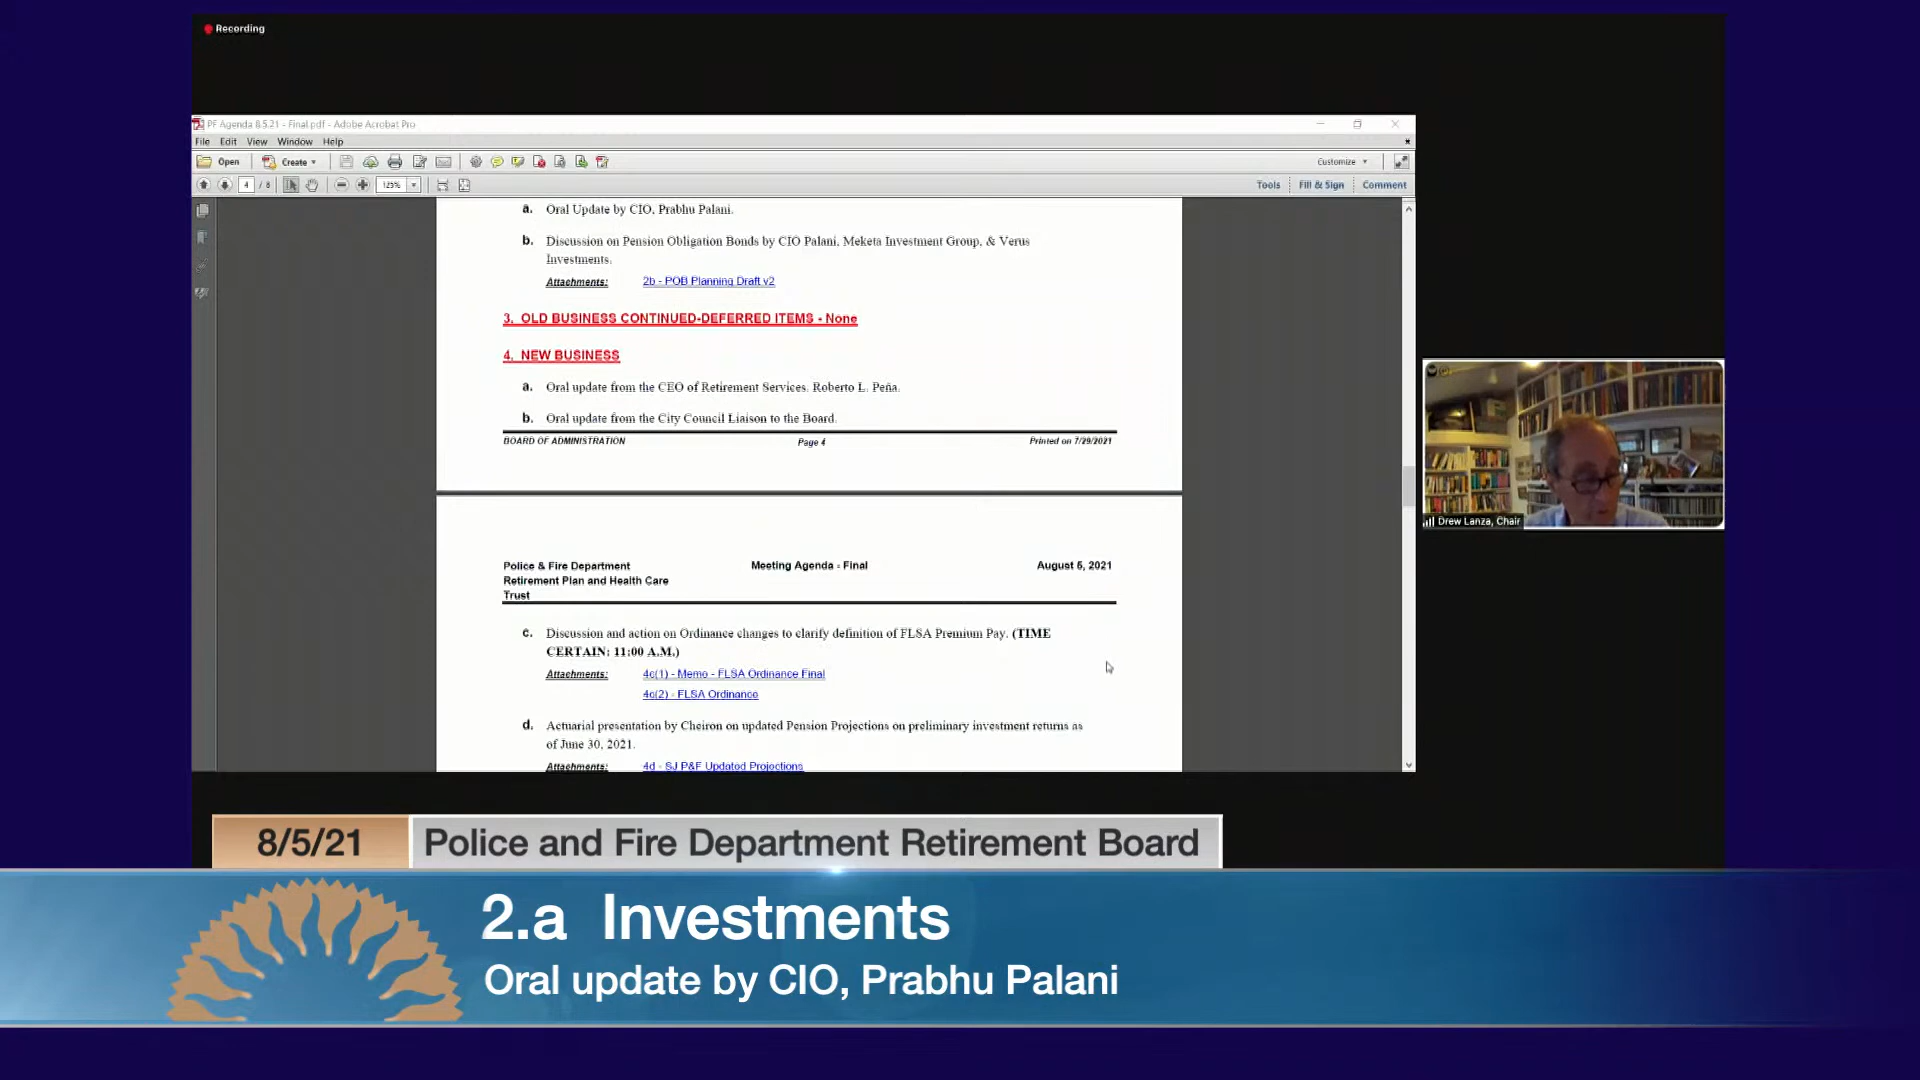 Recording
PF Agenda 8.5.21 - Final.pdf - Adobe Acrobat Pro
File Edit View Window Help
Open Create Customize
4 / 8 123% Tools Fill & Sign Comment
a. Oral Update by CIO, Prabhu Palani.
b. Discussion on Pension Obligation Bonds by CIO Palani, Meketa Investment Group, & Verus
Investments.
Attachments: 2b - POB Planning Draft v2
3. OLD BUSINESS CONTINUED-DEFERRED ITEMS - None
4. NEW BUSINESS
a. Oral update from the CEO of Retirement Services, Roberto L. Peña.
b. Oral update from the City Council Liaison to the Board.
BOARD OF ADMINISTRATION Page 4 Printed on 7/29/2021
Police & Fire Department Meeting Agenda - Final August 5, 2021
Retirement Plan and Health Care
Trust
c. Discussion and action on Ordinance changes to clarify definition of FLSA Premium Pay. (TIME
CERTAIN: 11:00 A.M.)
Attachments: 4c(1) - Memo - FLSA Ordinance Final
4c(2) - FLSA Ordinance
d. Actuarial presentation by Cheiron on updated Pension Projections on preliminary investment returns as
of June 30, 2021.
Attachments: 4d - SJ P&F Updated Projections
Drew Lanza, Chair
8/5/21 Police and Fire Department Retirement Board
2.a Investments
Oral update by CIO, Prabhu Palani